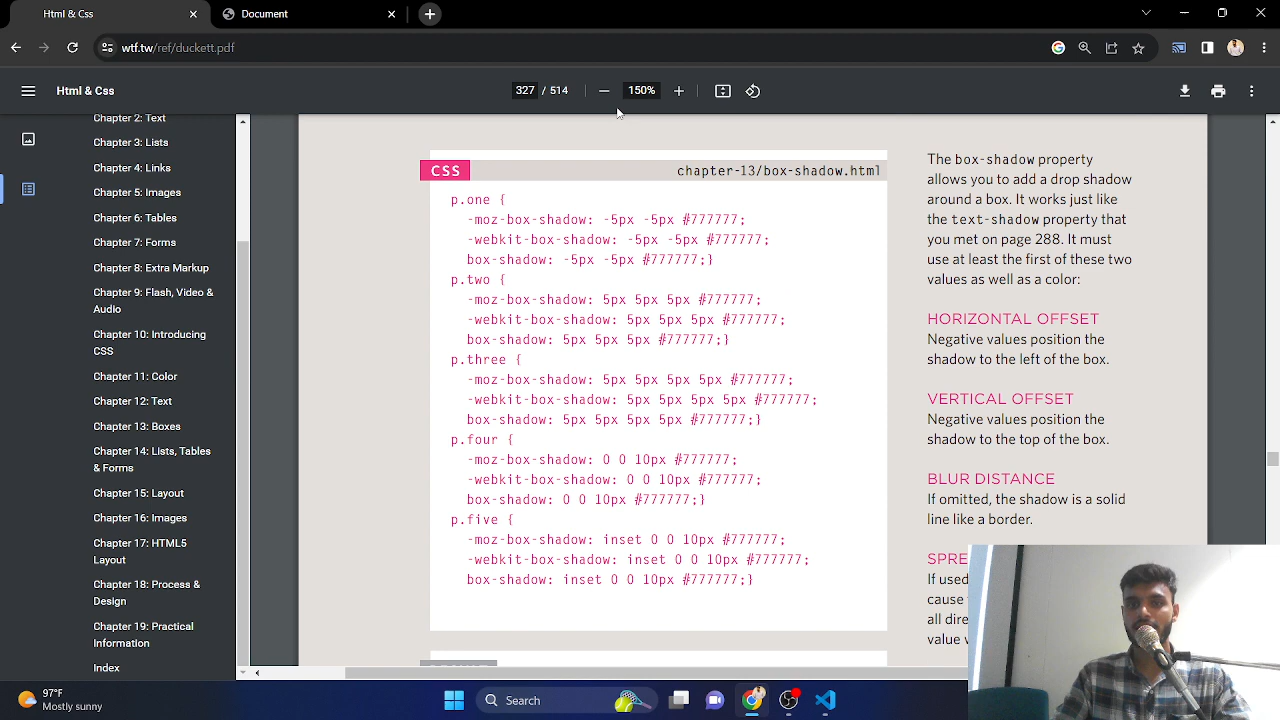 Html & Css
Document
wtf.tw/ref/duckett.pdf
Html & Css
327 / 514
150%
Chapter 2: Text
Chapter 3: Lists
Chapter 4: Links
Chapter 5: Images
Chapter 6: Tables
Chapter 7: Forms
Chapter 8: Extra Markup
Chapter 9: Flash, Video &
Audio
Chapter 10: Introducing
CSS
Chapter 11: Color
Chapter 12: Text
Chapter 13: Boxes
Chapter 14: Lists, Tables
& Forms
Chapter 15: Layout
Chapter 16: Images
Chapter 17: HTML5
Layout
Chapter 18: Process &
Design
Chapter 19: Practical
Information
Index
CSS
chapter-13/box-shadow.html
p.one {
-moz-box-shadow: -5px -5px #777777;
-webkit-box-shadow: -5px -5px #777777;
box-shadow: -5px -5px #777777;}
p.two {
-moz-box-shadow: 5px 5px 5px #777777;
-webkit-box-shadow: 5px 5px 5px #777777;
box-shadow: 5px 5px 5px #777777;}
p.three {
-moz-box-shadow: 5px 5px 5px 5px #777777;
-webkit-box-shadow: 5px 5px 5px 5px #777777;
box-shadow: 5px 5px 5px 5px #777777;}
p.four {
-moz-box-shadow: 0 0 10px #777777;
-webkit-box-shadow: 0 0 10px #777777;
box-shadow: 0 0 10px #777777;}
p.five {
-moz-box-shadow: inset 0 0 10px #777777;
-webkit-box-shadow: inset 0 0 10px #777777;
box-shadow: inset 0 0 10px #777777;}
The box-shadow property
allows you to add a drop shadow
around a box. It works just like
the text-shadow property that
you met on page 288. It must
use at least the first of these two
values as well as a color:
HORIZONTAL OFFSET
Negative values position the
shadow to the left of the box.
VERTICAL OFFSET
Negative values position the
shadow to the top of the box.
BLUR DISTANCE
If omitted, the shadow is a solid
line like a border.
SPRE
If used
cause
all dire
value
97°F
Mostly sunny
Search